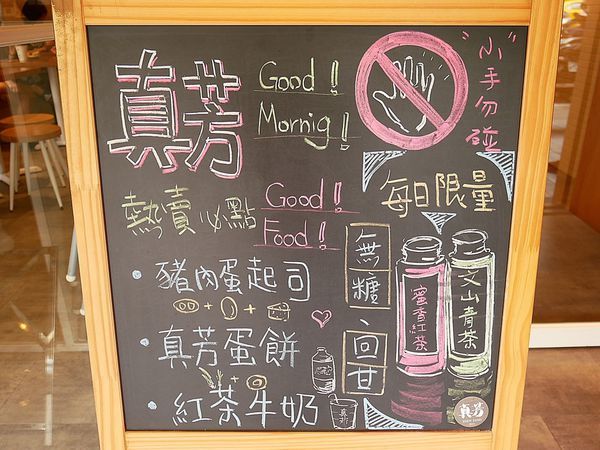 真芳
Good!
Mornig!
"小"手勿碰
熱賣必點
Good!
Food!
每日限量
豬肉蛋起司
真芳蛋餅
紅茶牛奶
無糖、回甘
蜜香紅茶
文山青茶
真芳
真芳